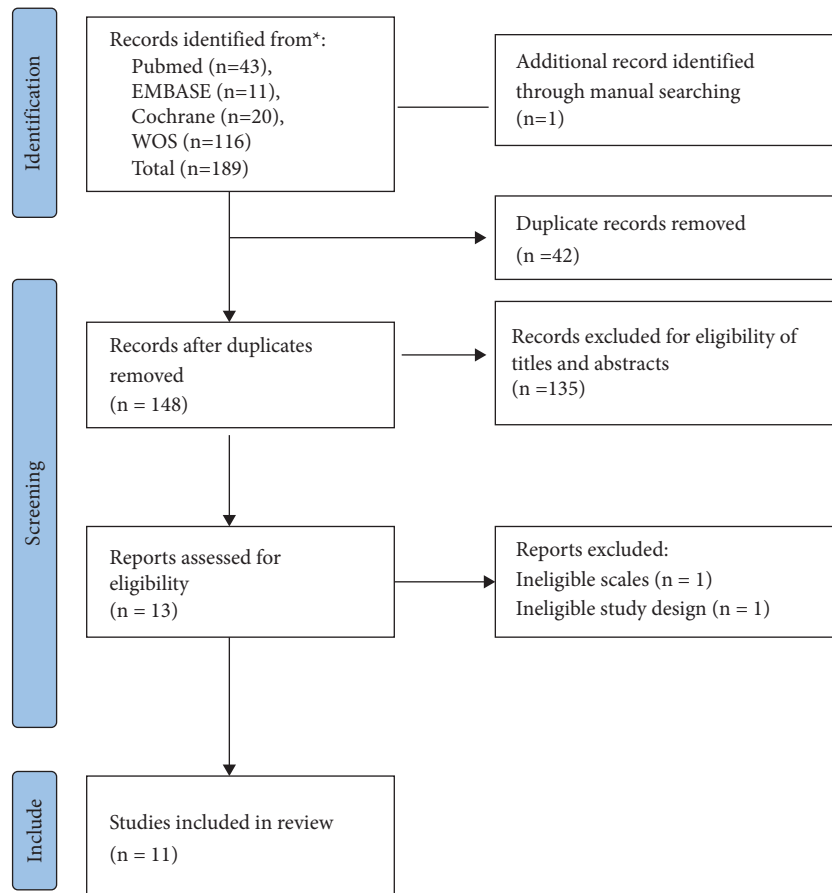 Identification
Records identified from*:
Pubmed (n=43),
EMBASE (n=11),
Cochrane (n=20),
WOS (n=116)
Total (n=189)
Additional record identified
through manual searching
(n=1)
Duplicate records removed
(n =42)
Screening
Records after duplicates
removed
(n = 148)
Records excluded for eligibility of
titles and abstracts
(n =135)
Reports assessed for
eligibility
(n = 13)
Reports excluded:
Ineligible scales (n = 1)
Ineligible study design (n = 1)
Include
Studies included in review
(n = 11)